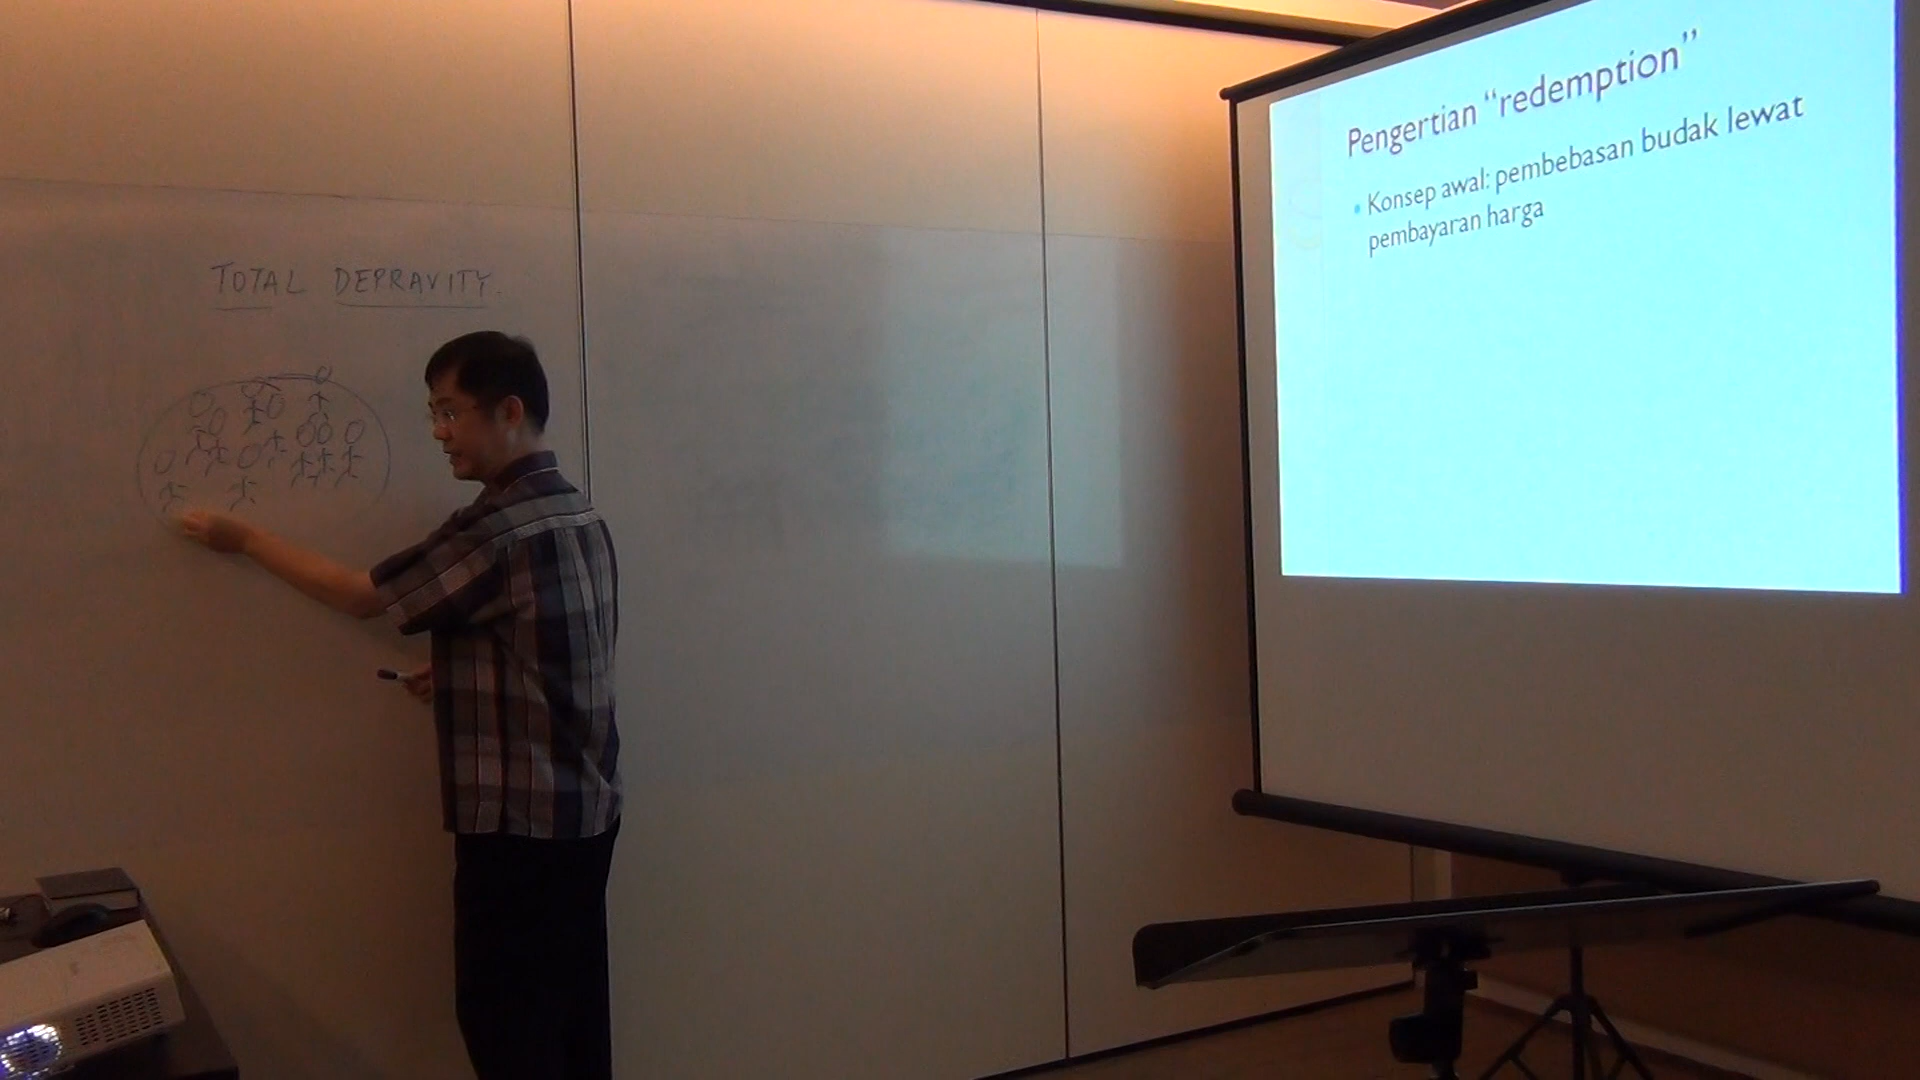 TOTAL DEPRAVITY.
Pengertian “redemption”
• Konsep awal: pembebasan budak lewat
pembayaran harga